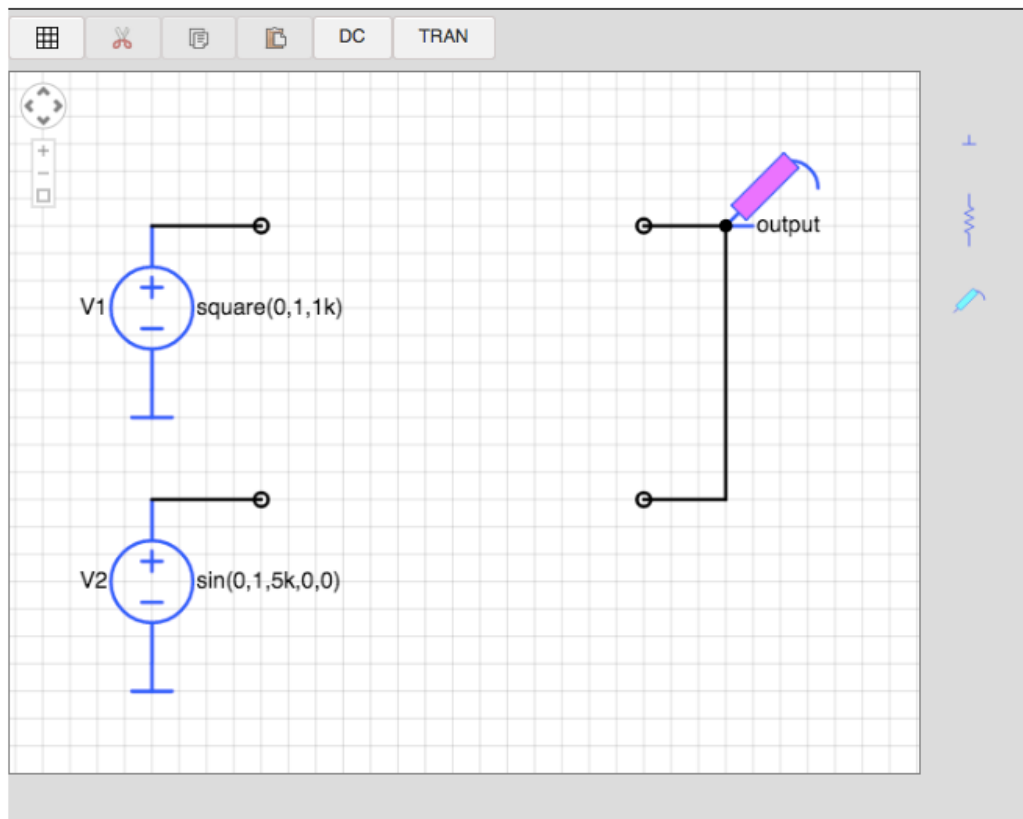 DC TRAN
output
V1 square(0,1,1k)
V2 sin(0,1,5k,0,0)